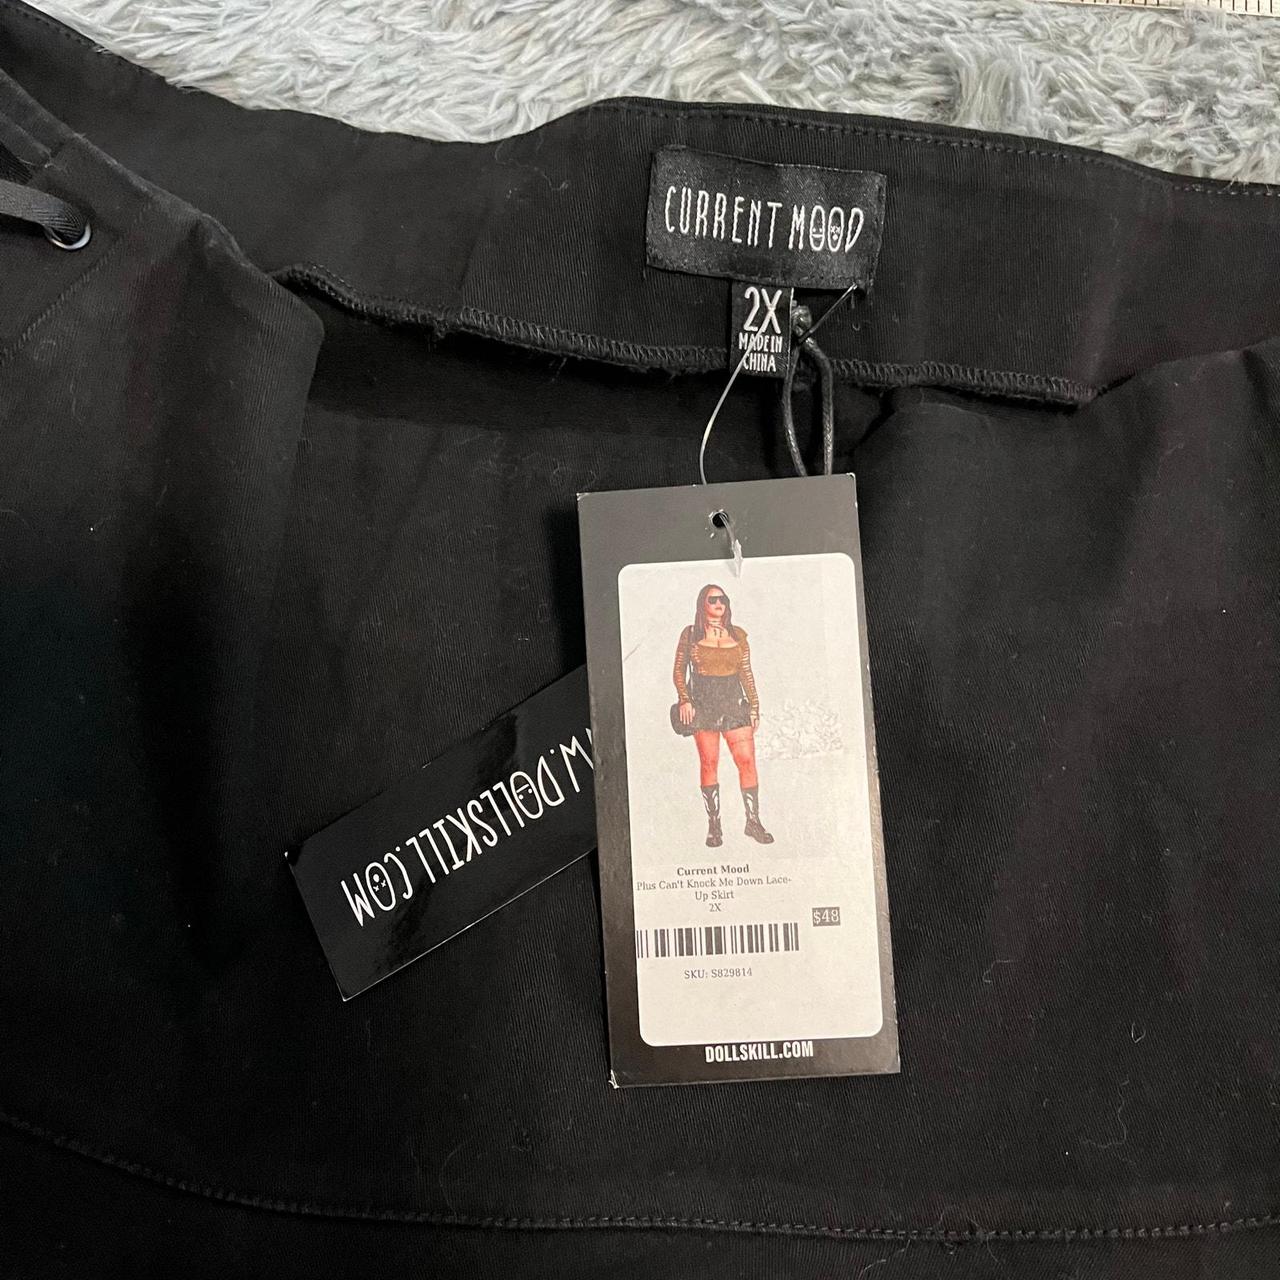 CURRENT MOOD
2X
MADE IN
CHINA
WWW.DOLLSKILL.COM
Current Mood
Plus Can't Knock Me Down Lace-
Up Skirt
2X
$48
SKU: S829814
DOLLSKILL.COM